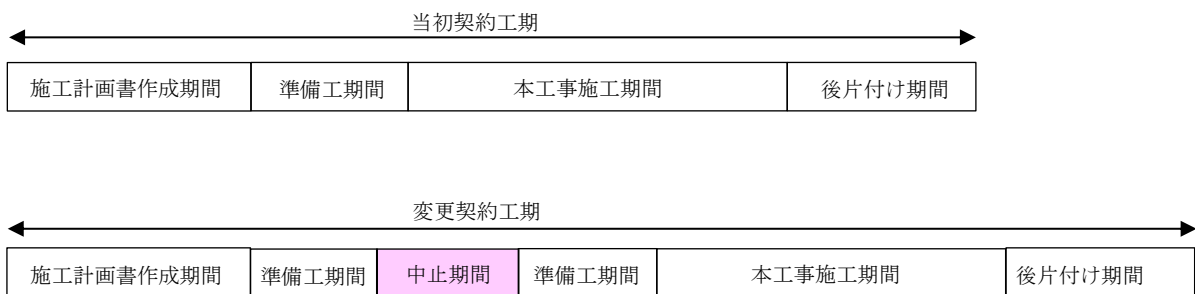 当初契約工期
施工計画書作成期間 準備工期間 本工事施工期間 後片付け期間
変更契約工期
施工計画書作成期間 準備工期間 中止期間 準備工期間 本工事施工期間 後片付け期間